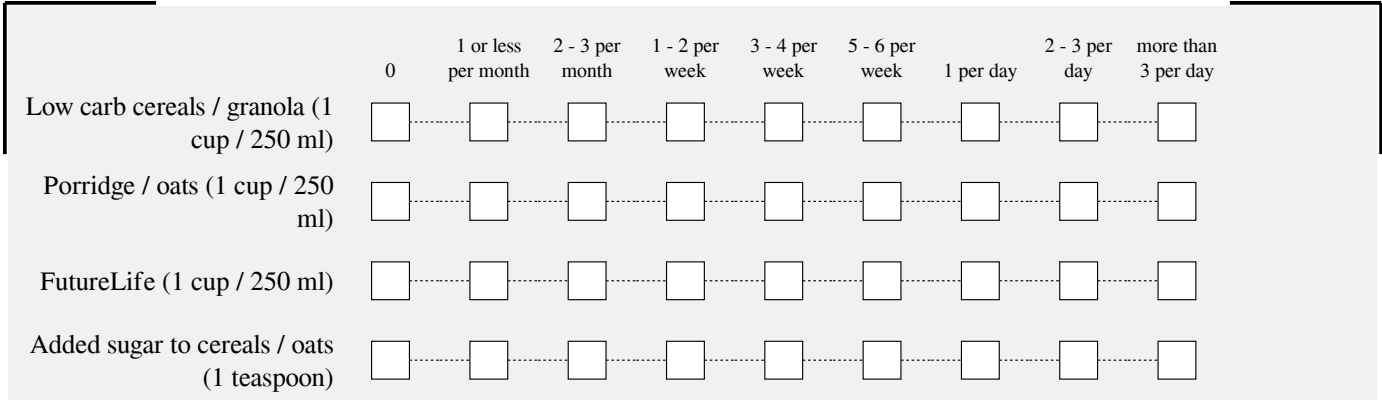 0 1 or less per month 2 - 3 per month 1 - 2 per week 3 - 4 per week 5 - 6 per week 1 per day 2 - 3 per day more than 3 per day
Low carb cereals / granola (1
cup / 250 ml)
Porridge / oats (1 cup / 250
ml)
FutureLife (1 cup / 250 ml)
Added sugar to cereals / oats
(1 teaspoon)